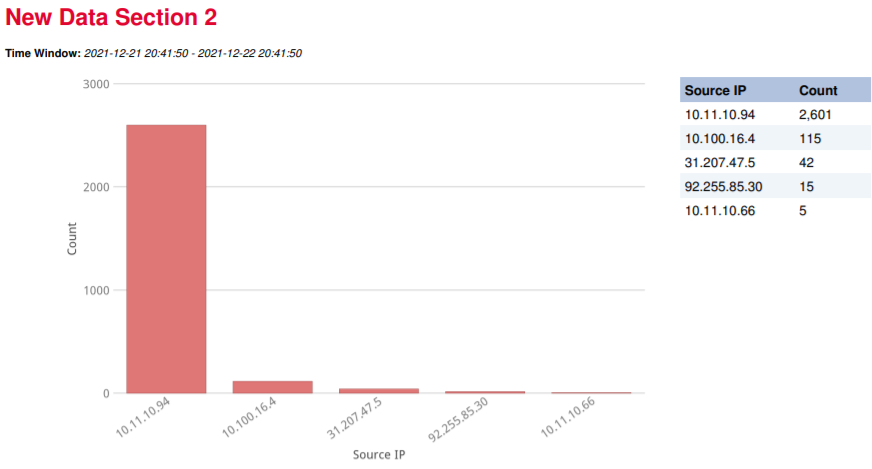 New Data Section 2
Time Window: 2021-12-21 20:41:50 - 2021-12-22 20:41:50
3000
2000
1000
0
Count
10.11.10.94
10.100.16.4
31.207.47.5
92.255.85.30
10.11.10.66
Source IP
Source IP Count
10.11.10.94 2,601
10.100.16.4 115
31.207.47.5 42
92.255.85.30 15
10.11.10.66 5